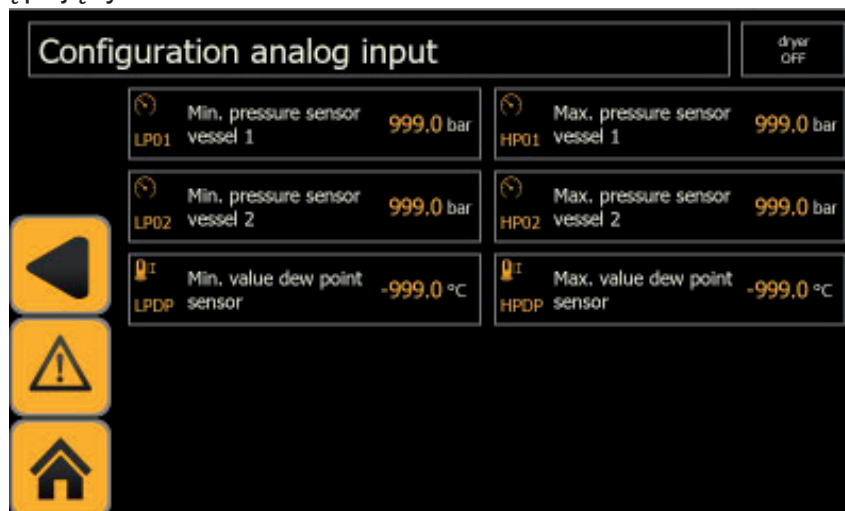 Configuration analog input
dryer
OFF
LP01
Min. pressure sensor
vessel 1
999.0 bar
HP01
Max. pressure sensor
vessel 1
999.0 bar
LP02
Min. pressure sensor
vessel 2
999.0 bar
HP02
Max. pressure sensor
vessel 2
999.0 bar
LPDP
Min. value dew point
sensor
-999.0 °C
HPDP
Max. value dew point
sensor
-999.0 °C